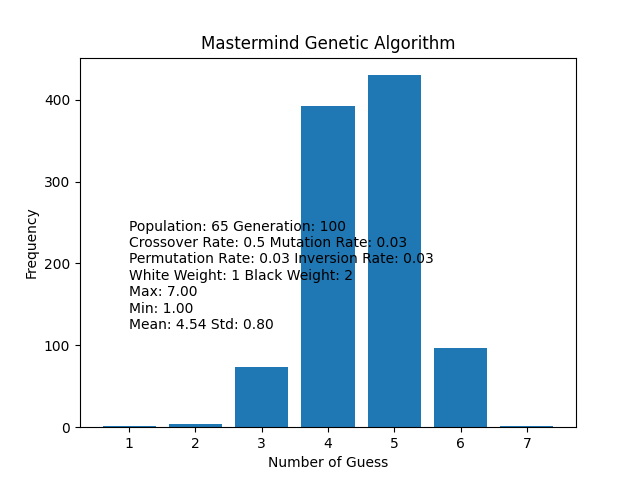 Mastermind Genetic Algorithm
Frequency
400
300
200
100
0
Population: 65 Generation: 100
Crossover Rate: 0.5 Mutation Rate: 0.03
Permutation Rate: 0.03 Inversion Rate: 0.03
White Weight: 1 Black Weight: 2
Max: 7.00
Min: 1.00
Mean: 4.54 Std: 0.80
1 2 3 4 5 6 7
Number of Guess